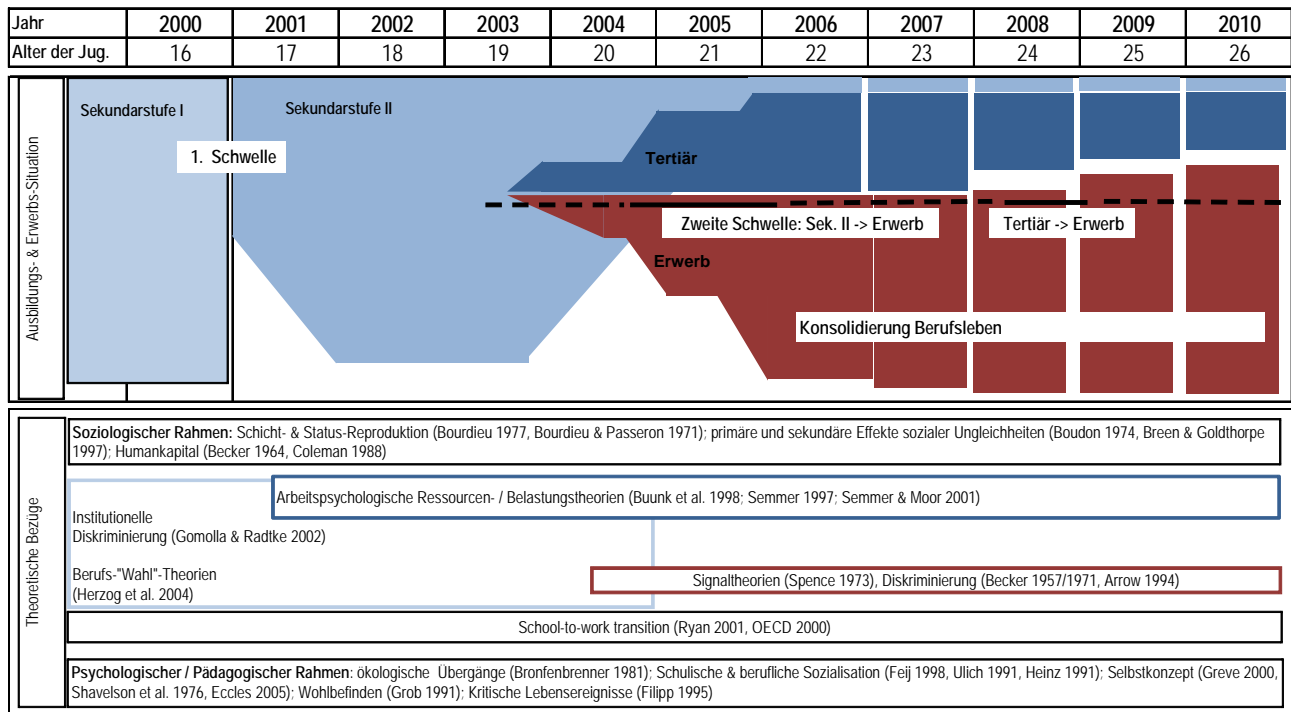 Jahr 2000 2001 2002 2003 2004 2005 2006 2007 2008 2009 2010
Alter der Jug. 16 17 18 19 20 21 22 23 24 25 26
Ausbildungs- & Erwerbs-Situation
Sekundarstufe I
Sekundarstufe II
1. Schwelle
Tertiär
Zweite Schwelle: Sek. II -> Erwerb
Tertiär -> Erwerb
Erwerb
Konsolidierung Berufsleben
Theoretische Bezüge
Soziologischer Rahmen: Schicht- & Status-Reproduktion (Bourdieu 1977, Bourdieu & Passeron 1971); primäre und sekundäre Effekte sozialer Ungleichheiten (Boudon 1974, Breen & Goldthorpe
1997); Humankapital (Becker 1964, Coleman 1988)
Arbeitspsychologische Ressourcen- / Belastungstheorien (Buunk et al. 1998; Semmer 1997; Semmer & Moor 2001)
Institutionelle
Diskriminierung (Gomolla & Radtke 2002)
Berufs-"Wahl"-Theorien
(Herzog et al. 2004)
Signaltheorien (Spence 1973), Diskriminierung (Becker 1957/1971, Arrow 1994)
School-to-work transition (Ryan 2001, OECD 2000)
Psychologischer / Pädagogischer Rahmen: ökologische Übergänge (Bronfenbrenner 1981); Schulische & berufliche Sozialisation (Feij 1998, Ulich 1991, Heinz 1991); Selbstkonzept (Greve 2000,
Shavelson et al. 1976, Eccles 2005); Wohlbefinden (Grob 1991); Kritische Lebensereignisse (Filipp 1995)